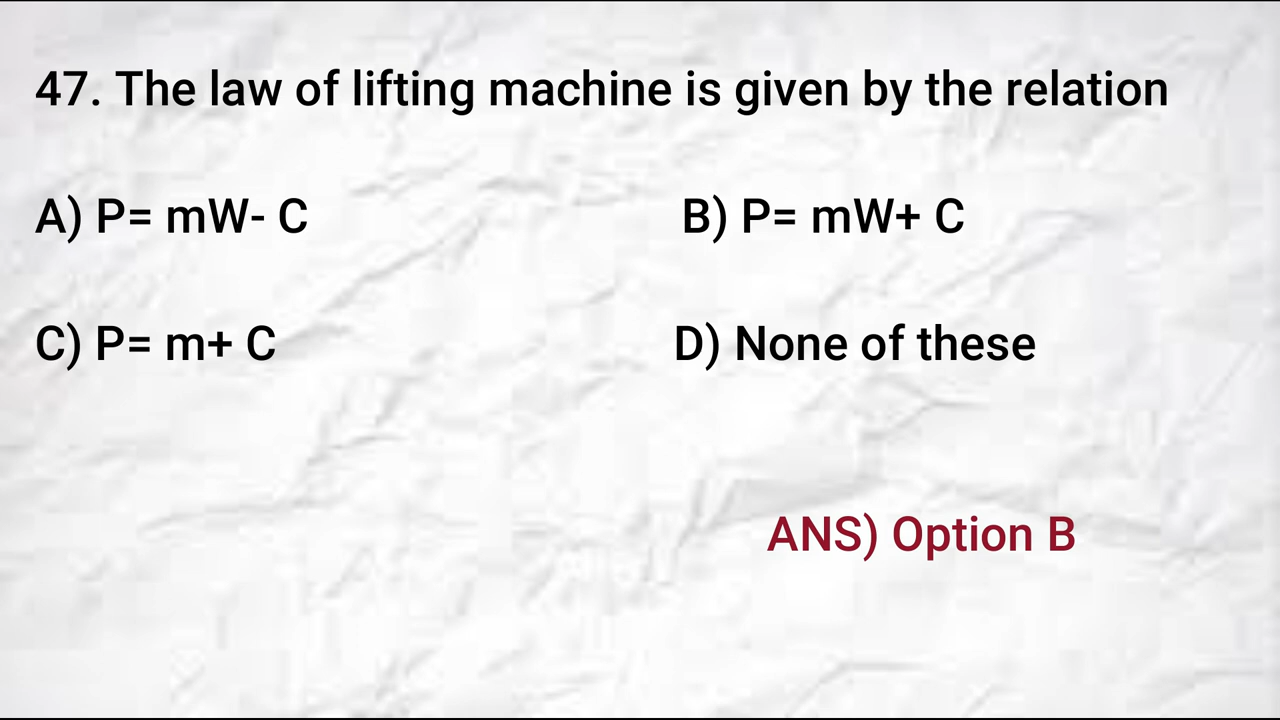 47. The law of lifting machine is given by the relation
A) P= mW- C
B) P= mW+ C
C) P= m+ C
D) None of these
ANS) Option B